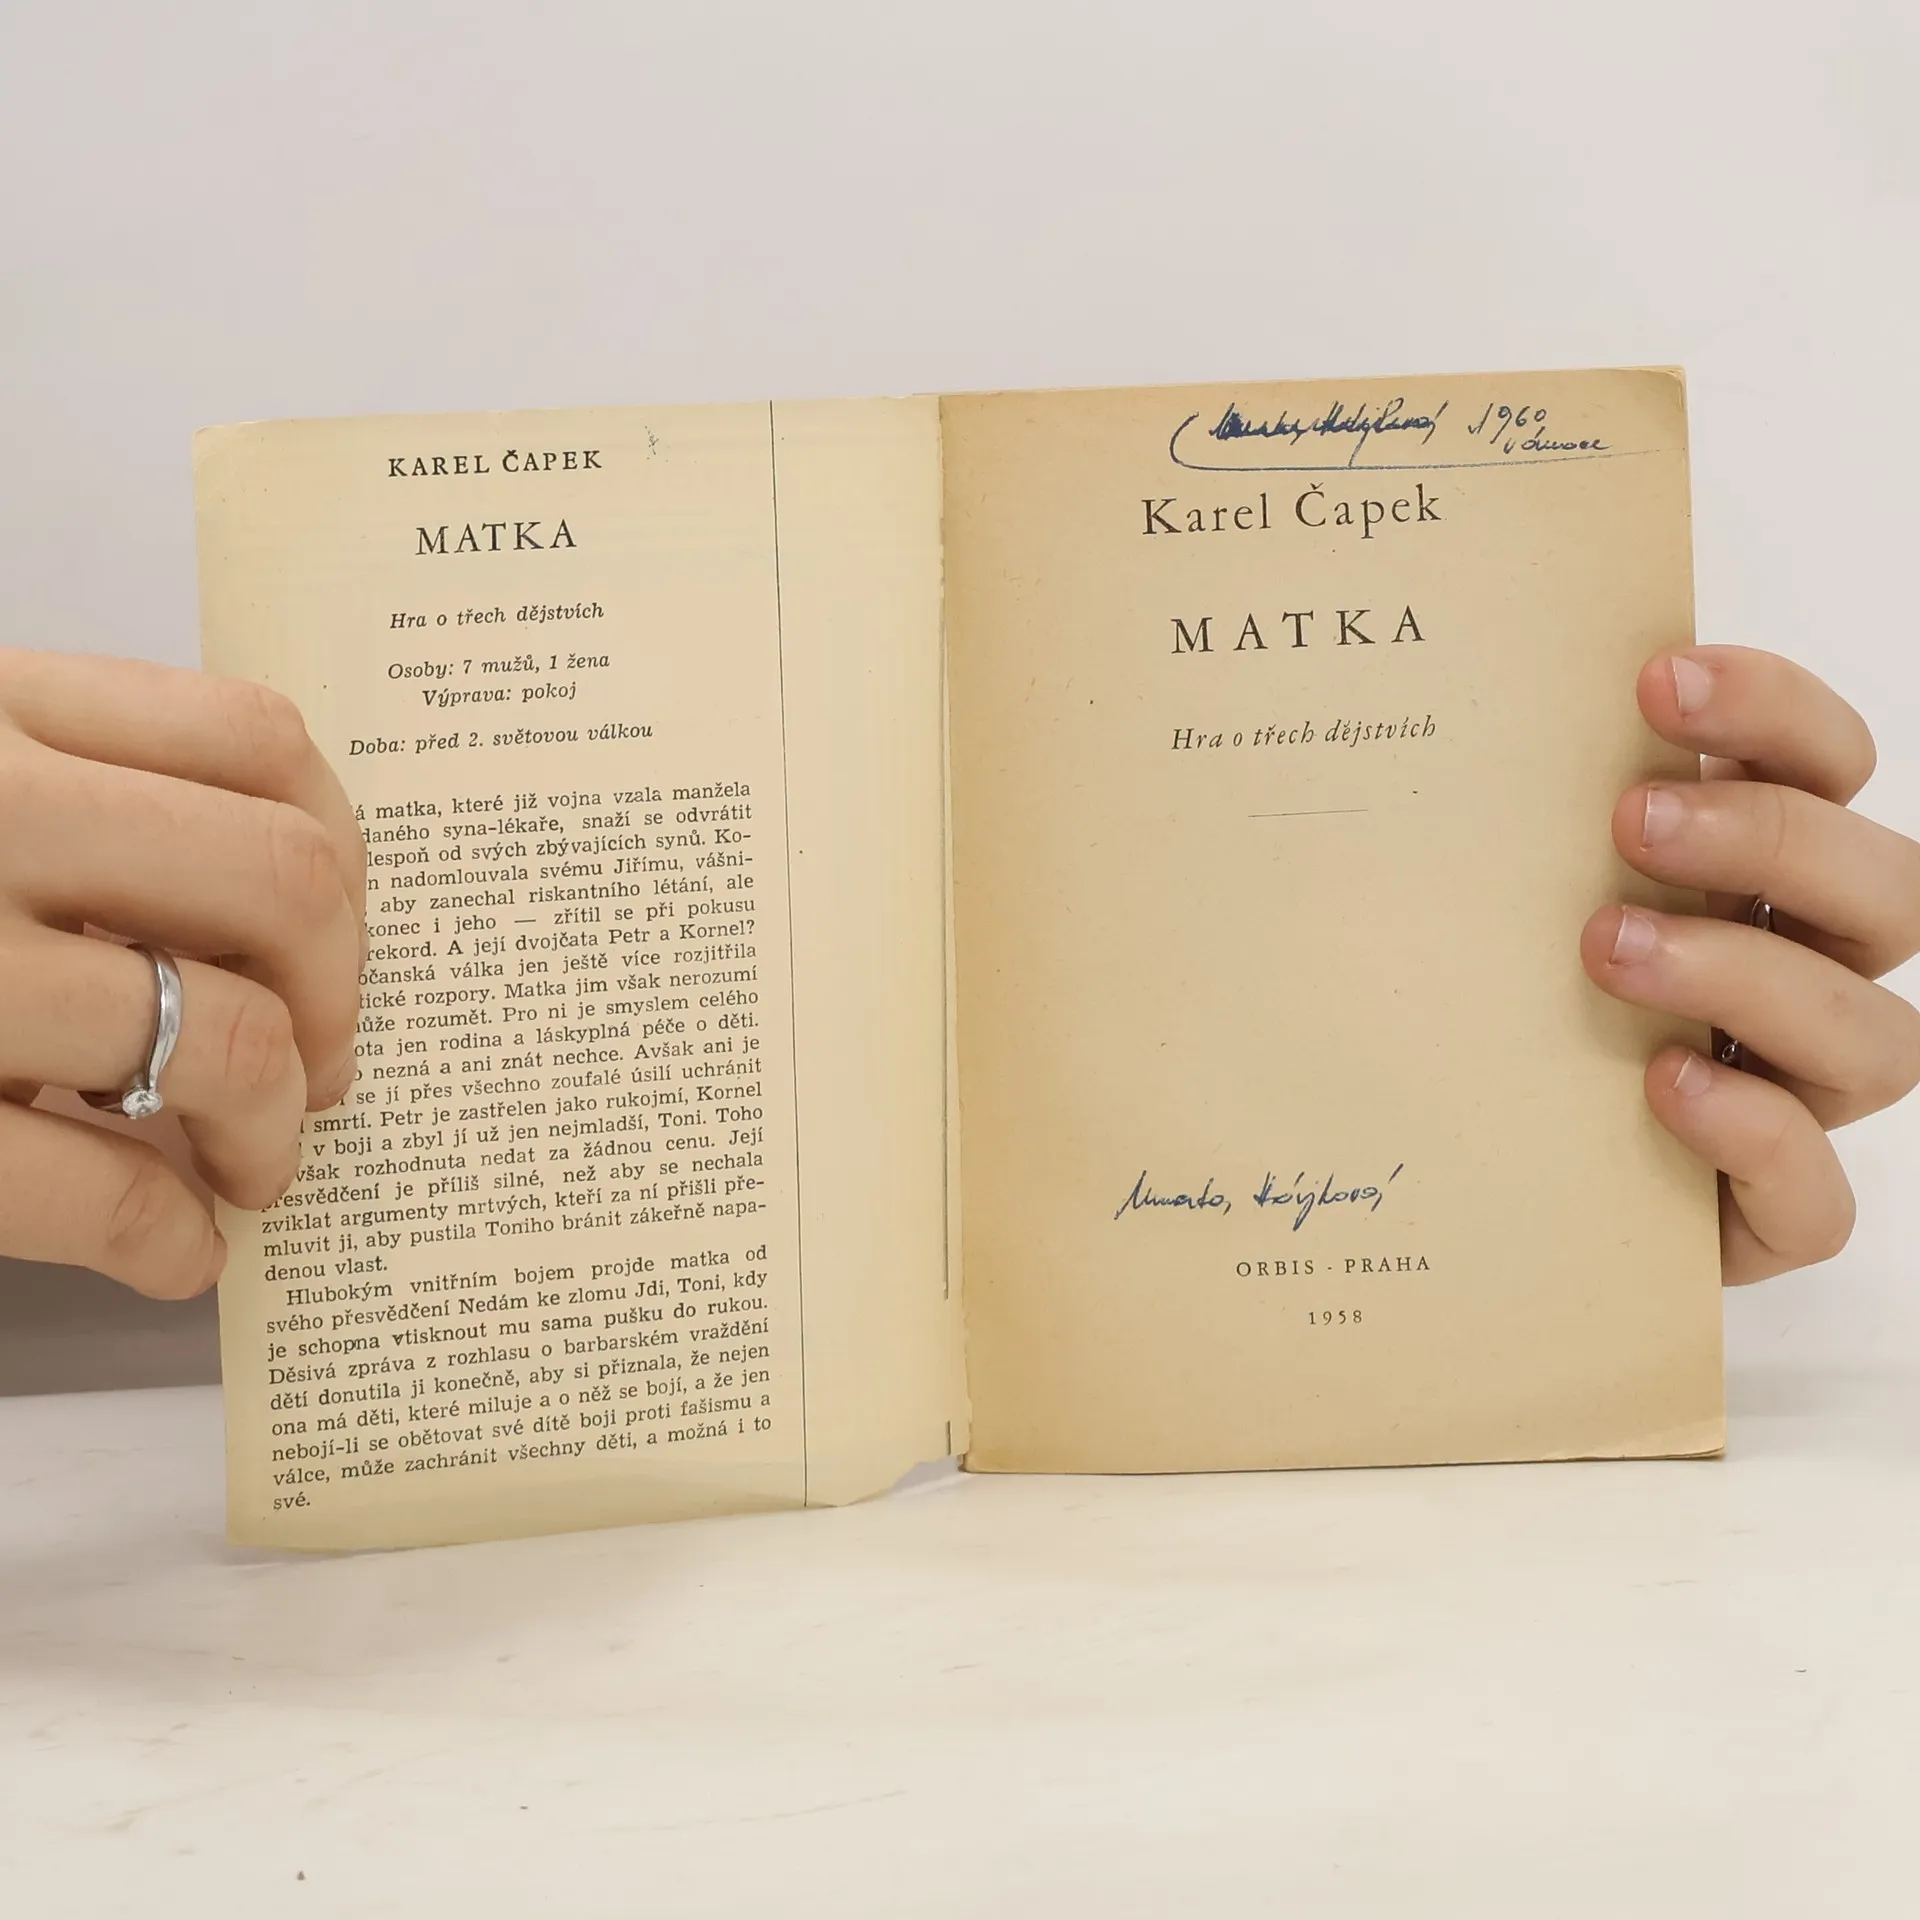 KAREL ČAPEK
MATKA
Hra o třech dějstvích
Osoby: 7 mužů, 1 žena
Výprava: pokoj
Doba: před 2. světovou válkou
á matka, které již vojna vzala manžela
daného syna-lékaře, snaží se odvrátit
lespoň od svých zbývajících synů. Ko-
n nadomlouvala svému Jiřímu, vášni-
, aby zanechal riskantního létání, ale
konec i jeho — zřítil se při pokusu
rekord. A její dvojčata Petr a Kornel?
očanská válka jen ještě více rozjitřila
tické rozpory. Matka jim však nerozumí
ůže rozumět. Pro ni je smyslem celého
ota jen rodina a láskyplná péče o děti.
o nezná a ani znát nechce. Avšak ani je
se jí přes všechno zoufalé úsilí uchránit
smrtí. Petr je zastřelen jako rukojmí, Kornel
v boji a zbyl jí už jen nejmladší, Toni. Toho
však rozhodnuta nedat za žádnou cenu. Její
přesvědčení je příliš silné, než aby se nechala
zviklat argumenty mrtvých, kteří za ní přišli pře-
mluvit ji, aby pustila Toniho bránit zákeřně napa-
denou vlast.
Hlubokým vnitřním bojem projde matka od
svého přesvědčení Nedám ke zlomu Jdi, Toni, kdy
je schopna vtisknout mu sama pušku do rukou.
Děsivá zpráva z rozhlasu o barbarském vraždění
dětí donutila ji konečně, aby si přiznala, že nejen
ona má děti, které miluje a o něž se bojí, a že jen
nebojí-li se obětovat své dítě boji proti fašismu a
válce, může zachránit všechny děti, a možná i to
své.
1960
vánoce
Karel Čapek
MATKA
Hra o třech dějstvích
Hájková
ORBIS - PRAHA
1958